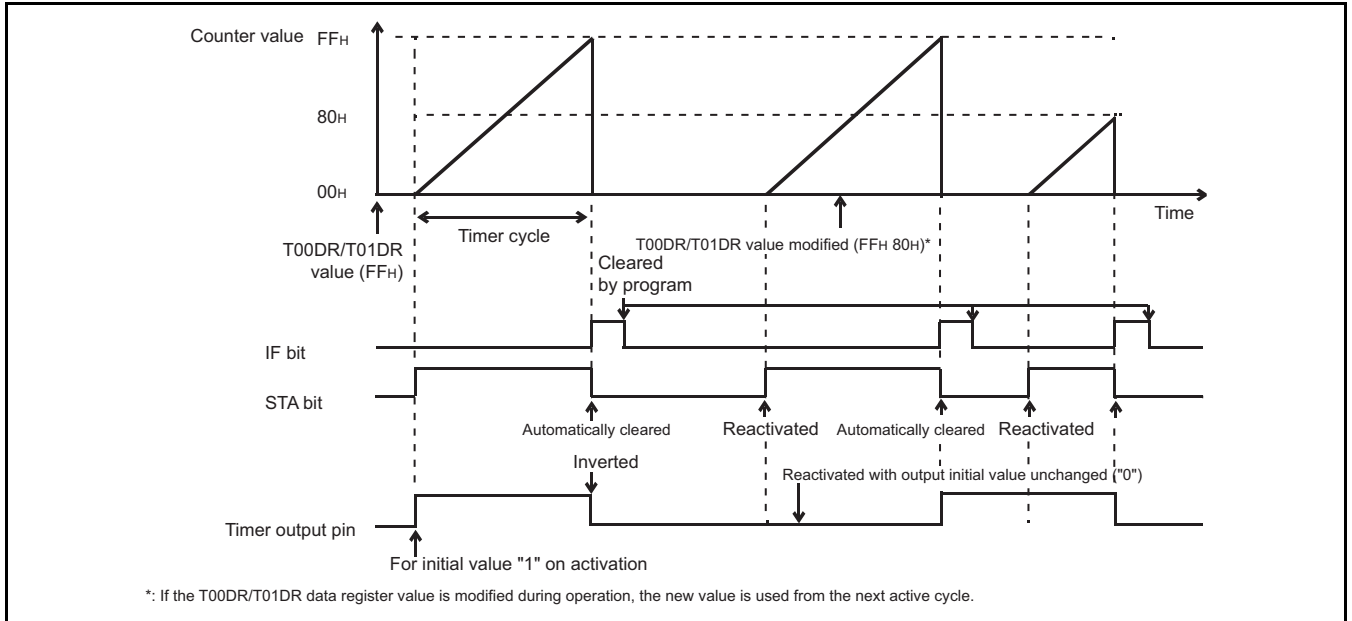 Counter value FFH
80H
00H
Time
Timer cycle
T00DR/T01DR
value (FFH)
T00DR/T01DR value modified (FFH 80H)*
Cleared
by program
IF bit
STA bit
Automatically cleared Reactivated Automatically cleared Reactivated
Inverted
Reactivated with output initial value unchanged ("0")
Timer output pin
For initial value "1" on activation
*: If the T00DR/T01DR data register value is modified during operation, the new value is used from the next active cycle.